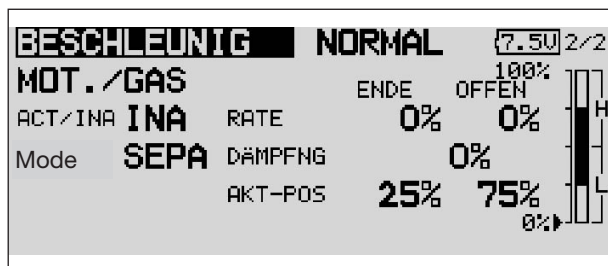 BESCHLEUNIG NORMAL 7.5V 2/2
MOT./GAS 100%
ENDE OFFEN
ACT/INA INA RATE 0% 0% H
Mode SEPA DÄMPFNG 0%
AKT-POS 25% 75% L
0%